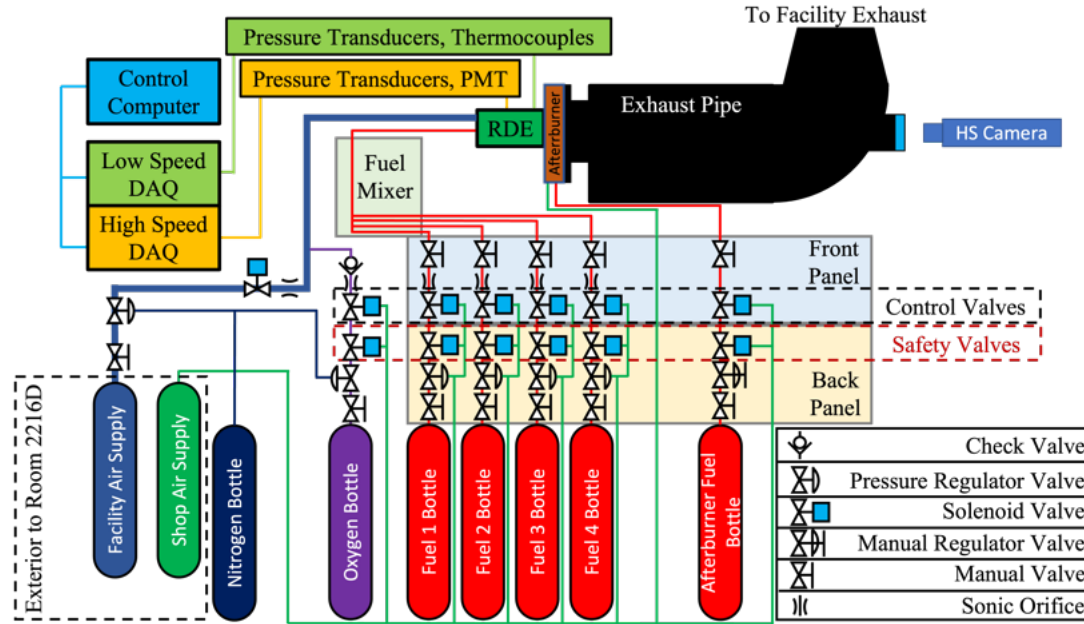 To Facility Exhaust
Pressure Transducers, Thermocouples
Control
Computer
Pressure Transducers, PMT
Exhaust Pipe
RDE
Afterrburner
HS Camera
Low Speed
DAQ
Fuel
Mixer
High Speed
DAQ
Front
Panel
Control Valves
Safety Valves
Back
Panel
Exterior to Room 2216D
Facility Air Supply
Shop Air Supply
Nitrogen Bottle
Oxygen Bottle
Fuel 1 Bottle
Fuel 2 Bottle
Fuel 3 Bottle
Fuel 4 Bottle
Afterburner Fuel
Bottle
Check Valve
Pressure Regulator Valve
Solenoid Valve
Manual Regulator Valve
Manual Valve
Sonic Orifice